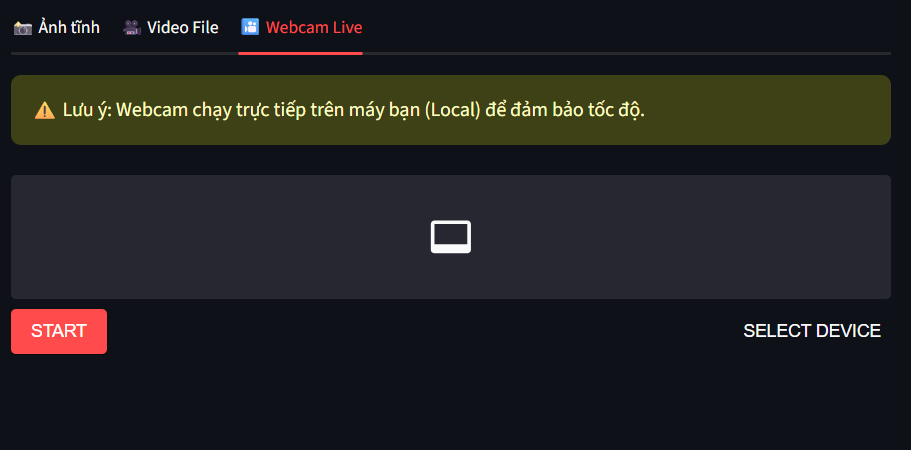 Ảnh tĩnh Video File Webcam Live
Lưu ý: Webcam chạy trực tiếp trên máy bạn (Local) để đảm bảo tốc độ.
START SELECT DEVICE